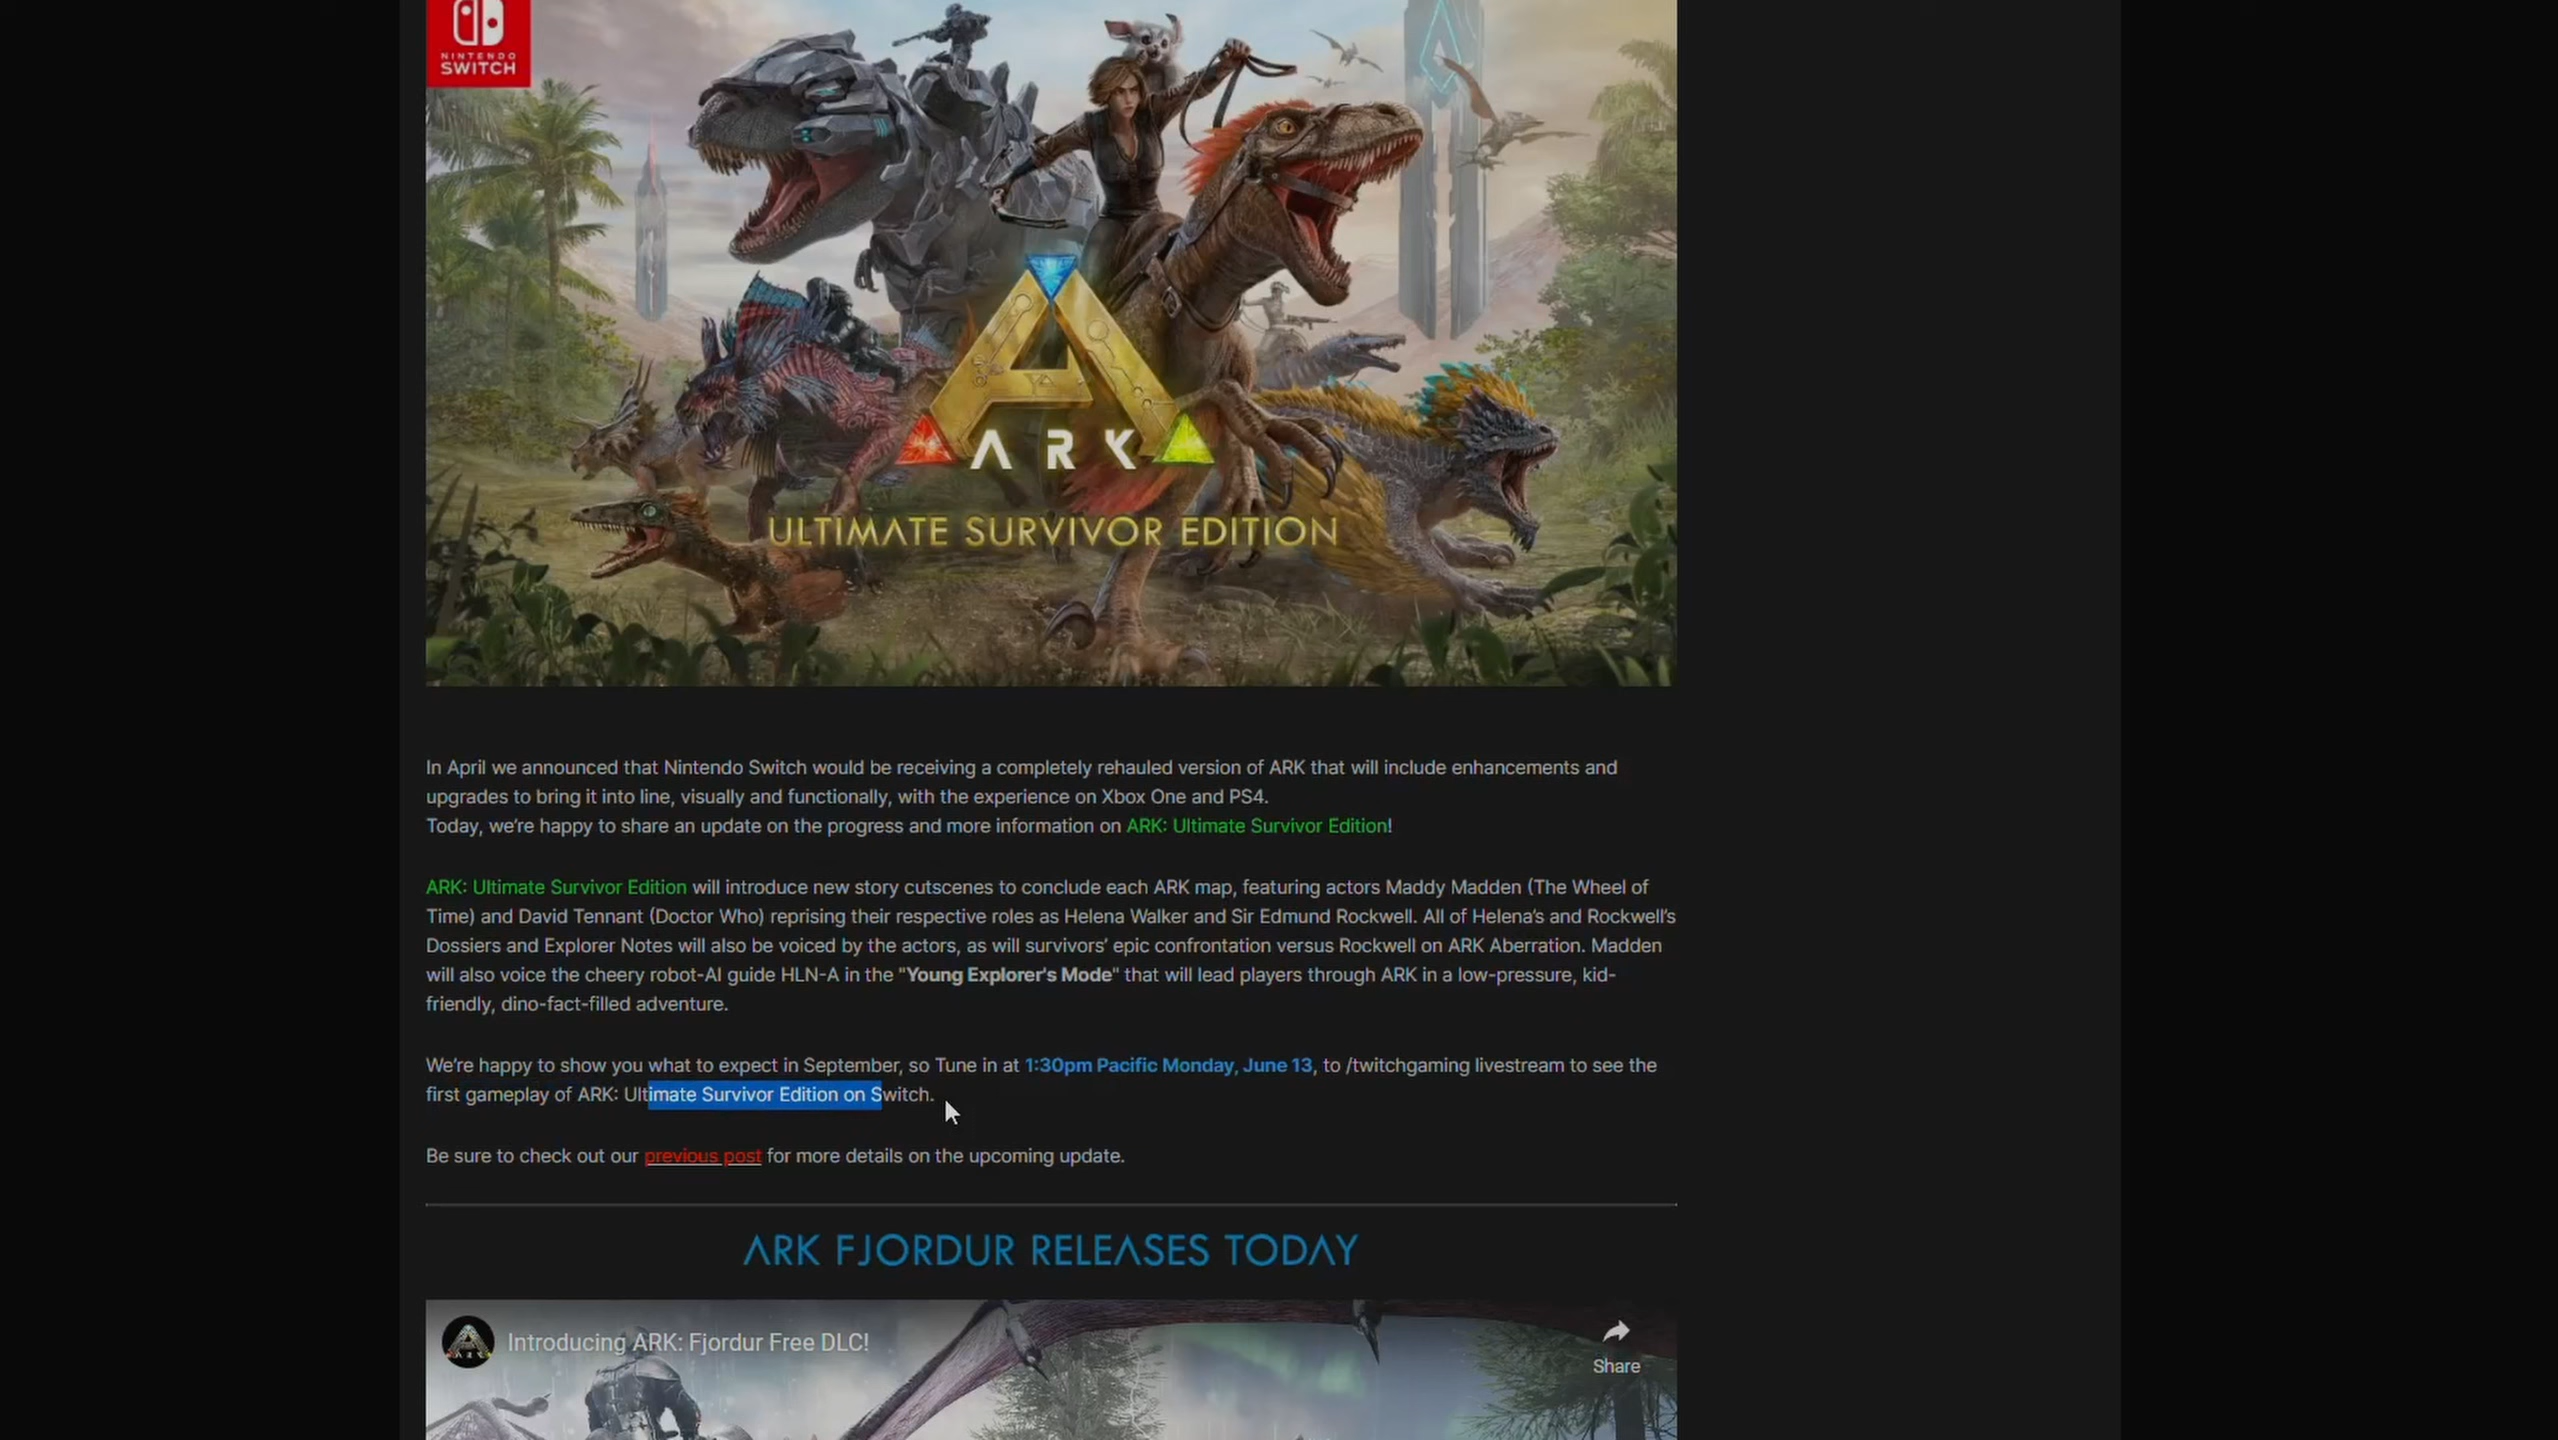 NINTENDO
SWITCH
ARK
ULTIMATE SURVIVOR EDITION
In April we announced that Nintendo Switch would be receiving a completely rehauled version of ARK that will include enhancements and
upgrades to bring it into line, visually and functionally, with the experience on Xbox One and PS4.
Today, we're happy to share an update on the progress and more information on ARK: Ultimate Survivor Edition!
ARK: Ultimate Survivor Edition will introduce new story cutscenes to conclude each ARK map, featuring actors Maddy Madden (The Wheel of
Time) and David Tennant (Doctor Who) reprising their respective roles as Helena Walker and Sir Edmund Rockwell. All of Helena's and Rockwell's
Dossiers and Explorer Notes will also be voiced by the actors, as will survivors' epic confrontation versus Rockwell on ARK Aberration. Madden
will also voice the cheery robot-AI guide HLN-A in the "Young Explorer's Mode" that will lead players through ARK in a low-pressure, kid-
friendly, dino-fact-filled adventure.
We're happy to show you what to expect in September, so Tune in at 1:30pm Pacific Monday, June 13, to /twitchgaming livestream to see the
first gameplay of ARK: Ultimate Survivor Edition on Switch.
Be sure to check out our previous post for more details on the upcoming update.
ARK FJORDUR RELEASES TODAY
ARK
Introducing ARK: Fjordur Free DLC!
Share